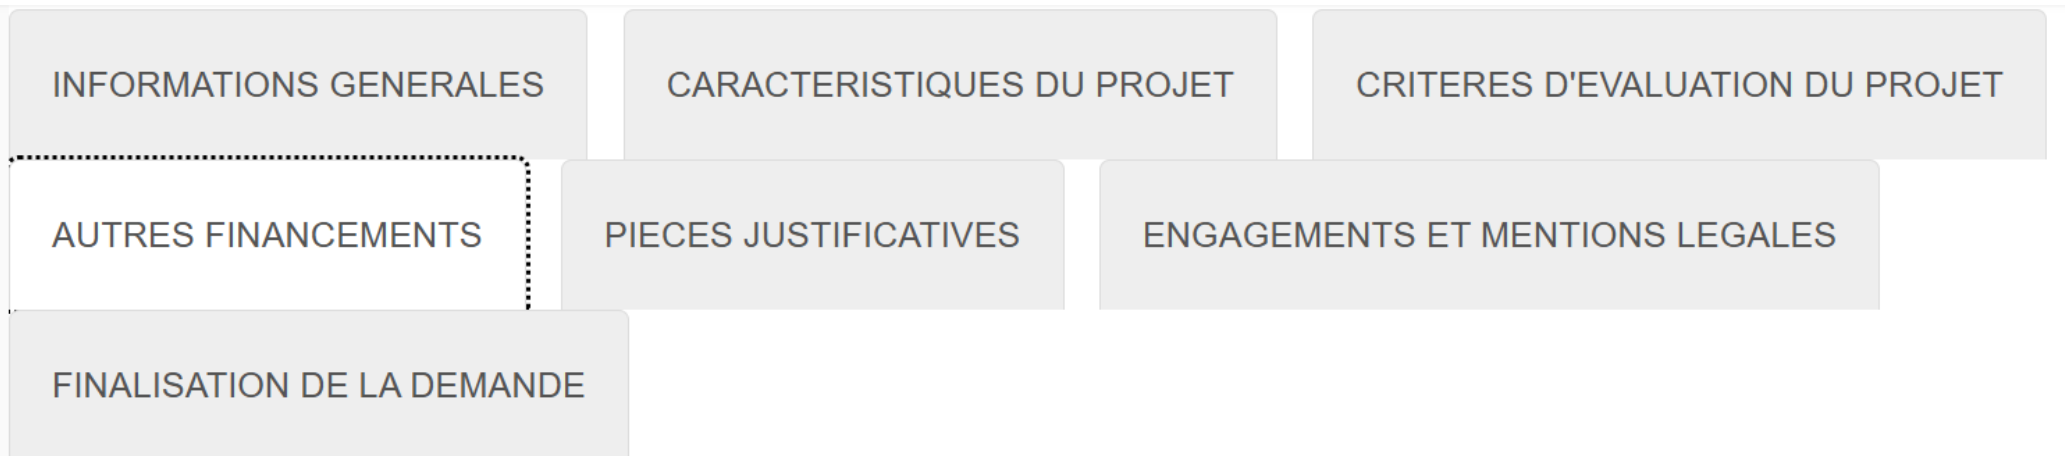 INFORMATIONS GENERALES
CARACTERISTIQUES DU PROJET
CRITERES D'EVALUATION DU PROJET
AUTRES FINANCEMENTS
PIECES JUSTIFICATIVES
ENGAGEMENTS ET MENTIONS LEGALES
FINALISATION DE LA DEMANDE